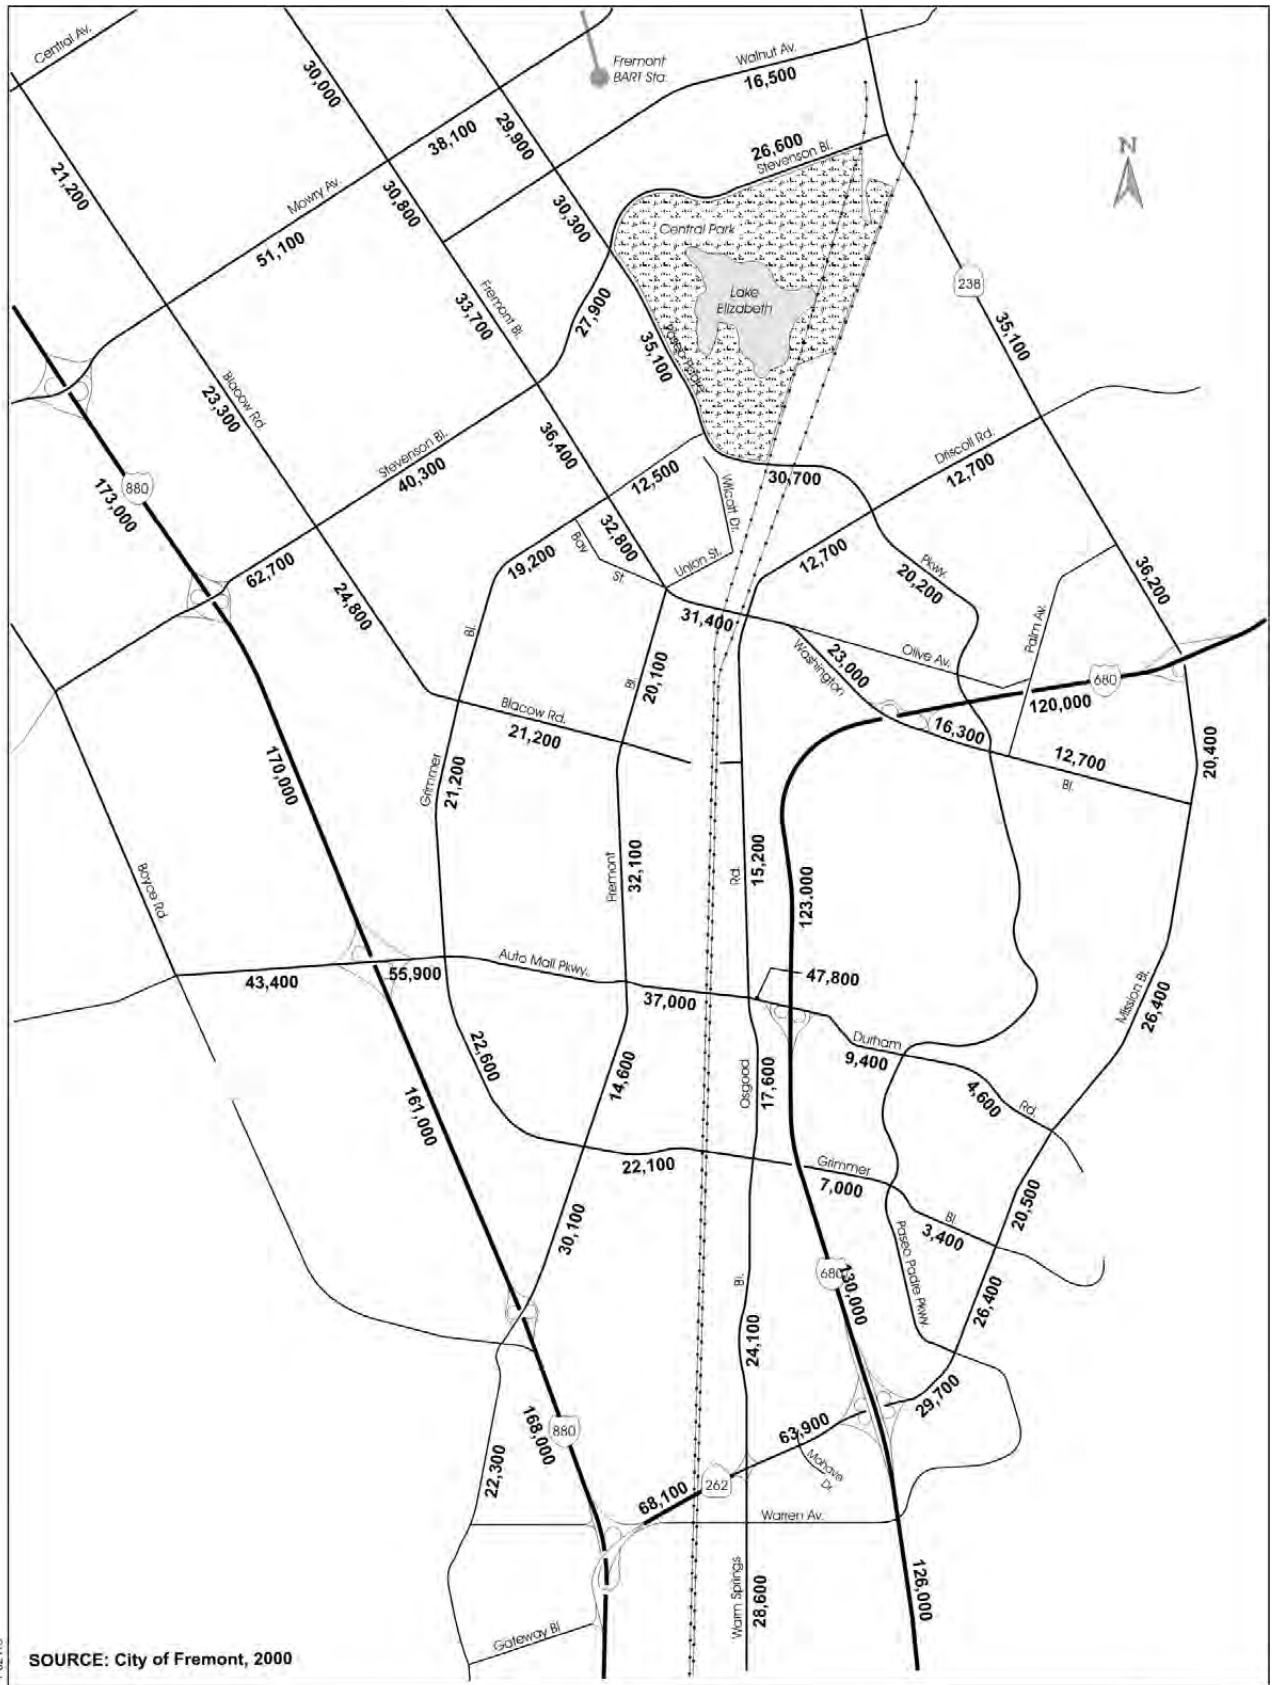 Central Av.
30,000
Fremont
BART Sta.
Walnut Av.
16,500
29,900
38,100
26,600
Stevenson Bl.
N
21,200
Mowry Av.
30,800
30,300
51,100
Central Park
Lake
Elizabeth
238
Fremont Bl.
33,700
27,900
35,100
35,100
Blacow Rd.
23,300
Stevenson Bl.
40,300
36,400
12,500
Driscoll Rd.
12,700
30,700
Wilcott Dr.
880
173,000
62,700
19,200
32,800
Bay
St.
Union St.
12,700
Pkwy.
20,200
36,200
24,800
31,400
Palm Av.
Bl.
Bl.
20,100
23,000
Washington
Olive Av.
680
120,000
Blacow Rd.
21,200
16,300
12,700
Bl.
20,400
170,000
Grimmer
21,200
Fremont
32,100
Rd.
15,200
123,000
Boyce Rd.
43,400
55,900
Auto Mall Pkwy.
37,000
47,800
Mission Bl.
26,400
Durham
9,400
22,600
14,600
Osgood
17,600
4,600
Rd.
161,000
22,100
Grimmer
7,000
20,500
Bl.
3,400
30,100
Paseo Padre Pkwy.
680
130,000
Bl.
24,100
26,400
29,700
63,900
Mohave
Dr.
880
168,000
22,300
262
68,100
Warren Av.
Warm Springs
28,600
126,000
Gateway Bl.
SOURCE: City of Fremont, 2000